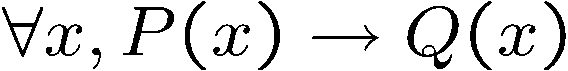 ∀x, P(x) → Q(x)